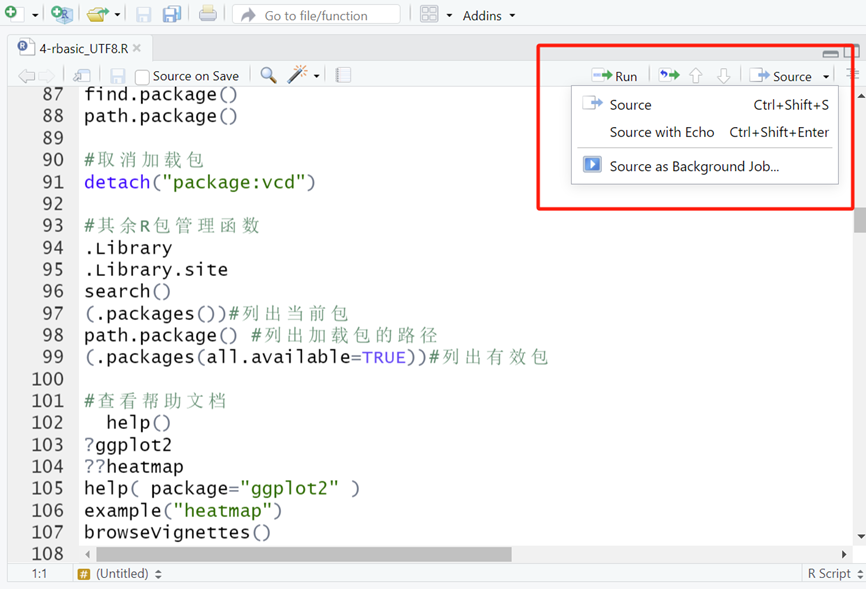 Go to file/function
Addins
4-rbasic_UTF8.R
Source on Save
Run
Source
Source Ctrl+Shift+S
Source with Echo Ctrl+Shift+Enter
Source as Background Job...
87 find.package()
88 path.package()
89
90 #取消加载包
91 detach("package:vcd")
92
93 #其余R包管理函数
94 .Library
95 .Library.site
96 search()
97 (.packages())#列出当前包
98 path.package() #列出加载包的路径
99 (.packages(all.available=TRUE))#列出有效包
100
101 #查看帮助文档
102 help()
103 ?ggplot2
104 ??heatmap
105 help( package="ggplot2" )
106 example("heatmap")
107 browseVignettes()
108
1:1 # (Untitled) R Script